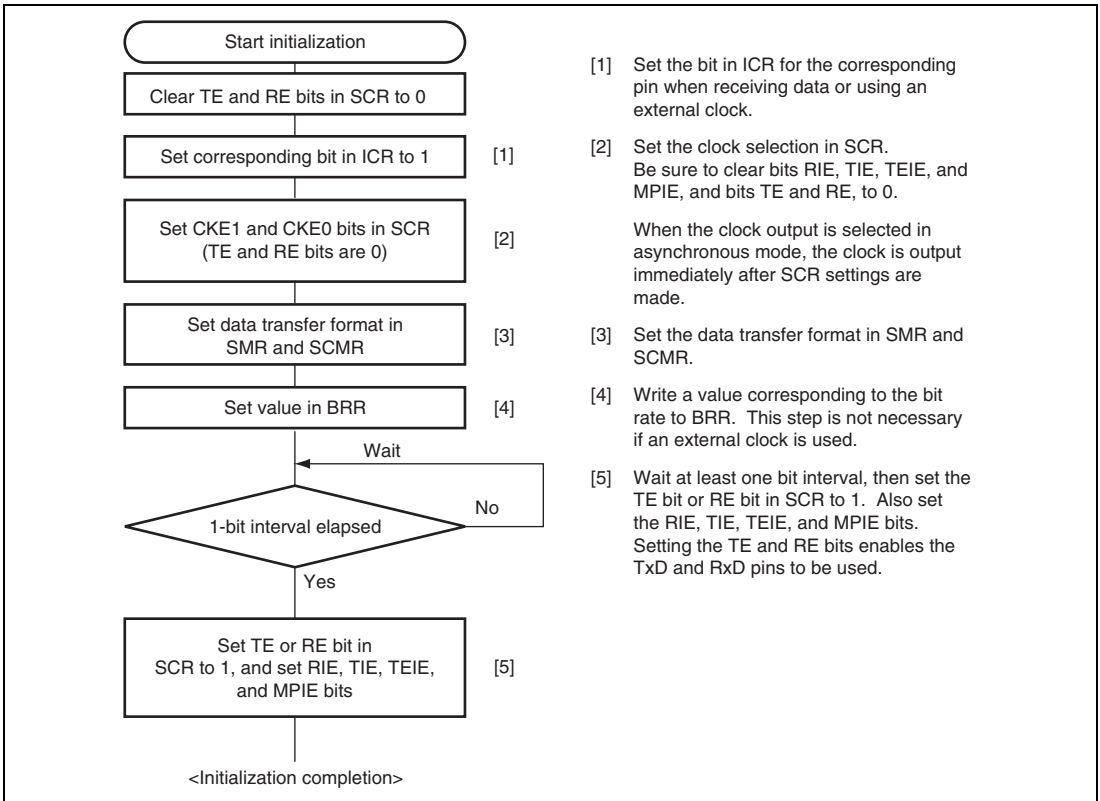 Start initialization
Clear TE and RE bits in SCR to 0
Set corresponding bit in ICR to 1
[1]
Set CKE1 and CKE0 bits in SCR
(TE and RE bits are 0)
[2]
Set data transfer format in
SMR and SCMR
[3]
Set value in BRR
[4]
Wait
1-bit interval elapsed
No
Yes
Set TE or RE bit in
SCR to 1, and set RIE, TIE, TEIE,
and MPIE bits
[5]
<Initialization completion>
[1] Set the bit in ICR for the corresponding
pin when receiving data or using an
external clock.
[2] Set the clock selection in SCR.
Be sure to clear bits RIE, TIE, TEIE, and
MPIE, and bits TE and RE, to 0.
When the clock output is selected in
asynchronous mode, the clock is output
immediately after SCR settings are
made.
[3] Set the data transfer format in SMR and
SCMR.
[4] Write a value corresponding to the bit
rate to BRR. This step is not necessary
if an external clock is used.
[5] Wait at least one bit interval, then set the
TE bit or RE bit in SCR to 1. Also set
the RIE, TIE, TEIE, and MPIE bits.
Setting the TE and RE bits enables the
TxD and RxD pins to be used.